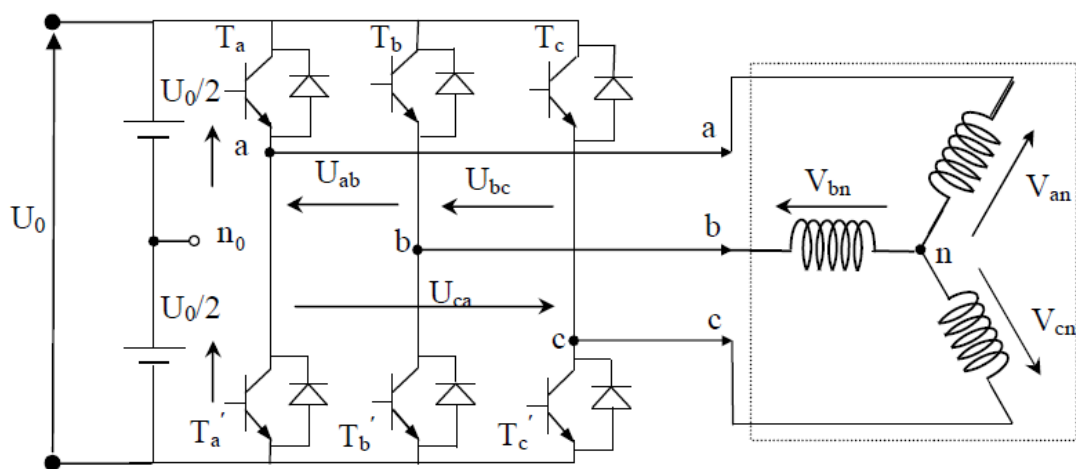 Ta Tb Tc
U0/2
a a
Uab Ubc Vbn Van
U0 n0
b b n
U0/2 Uca
Vcn
c c
Ta′ Tb′ Tc′